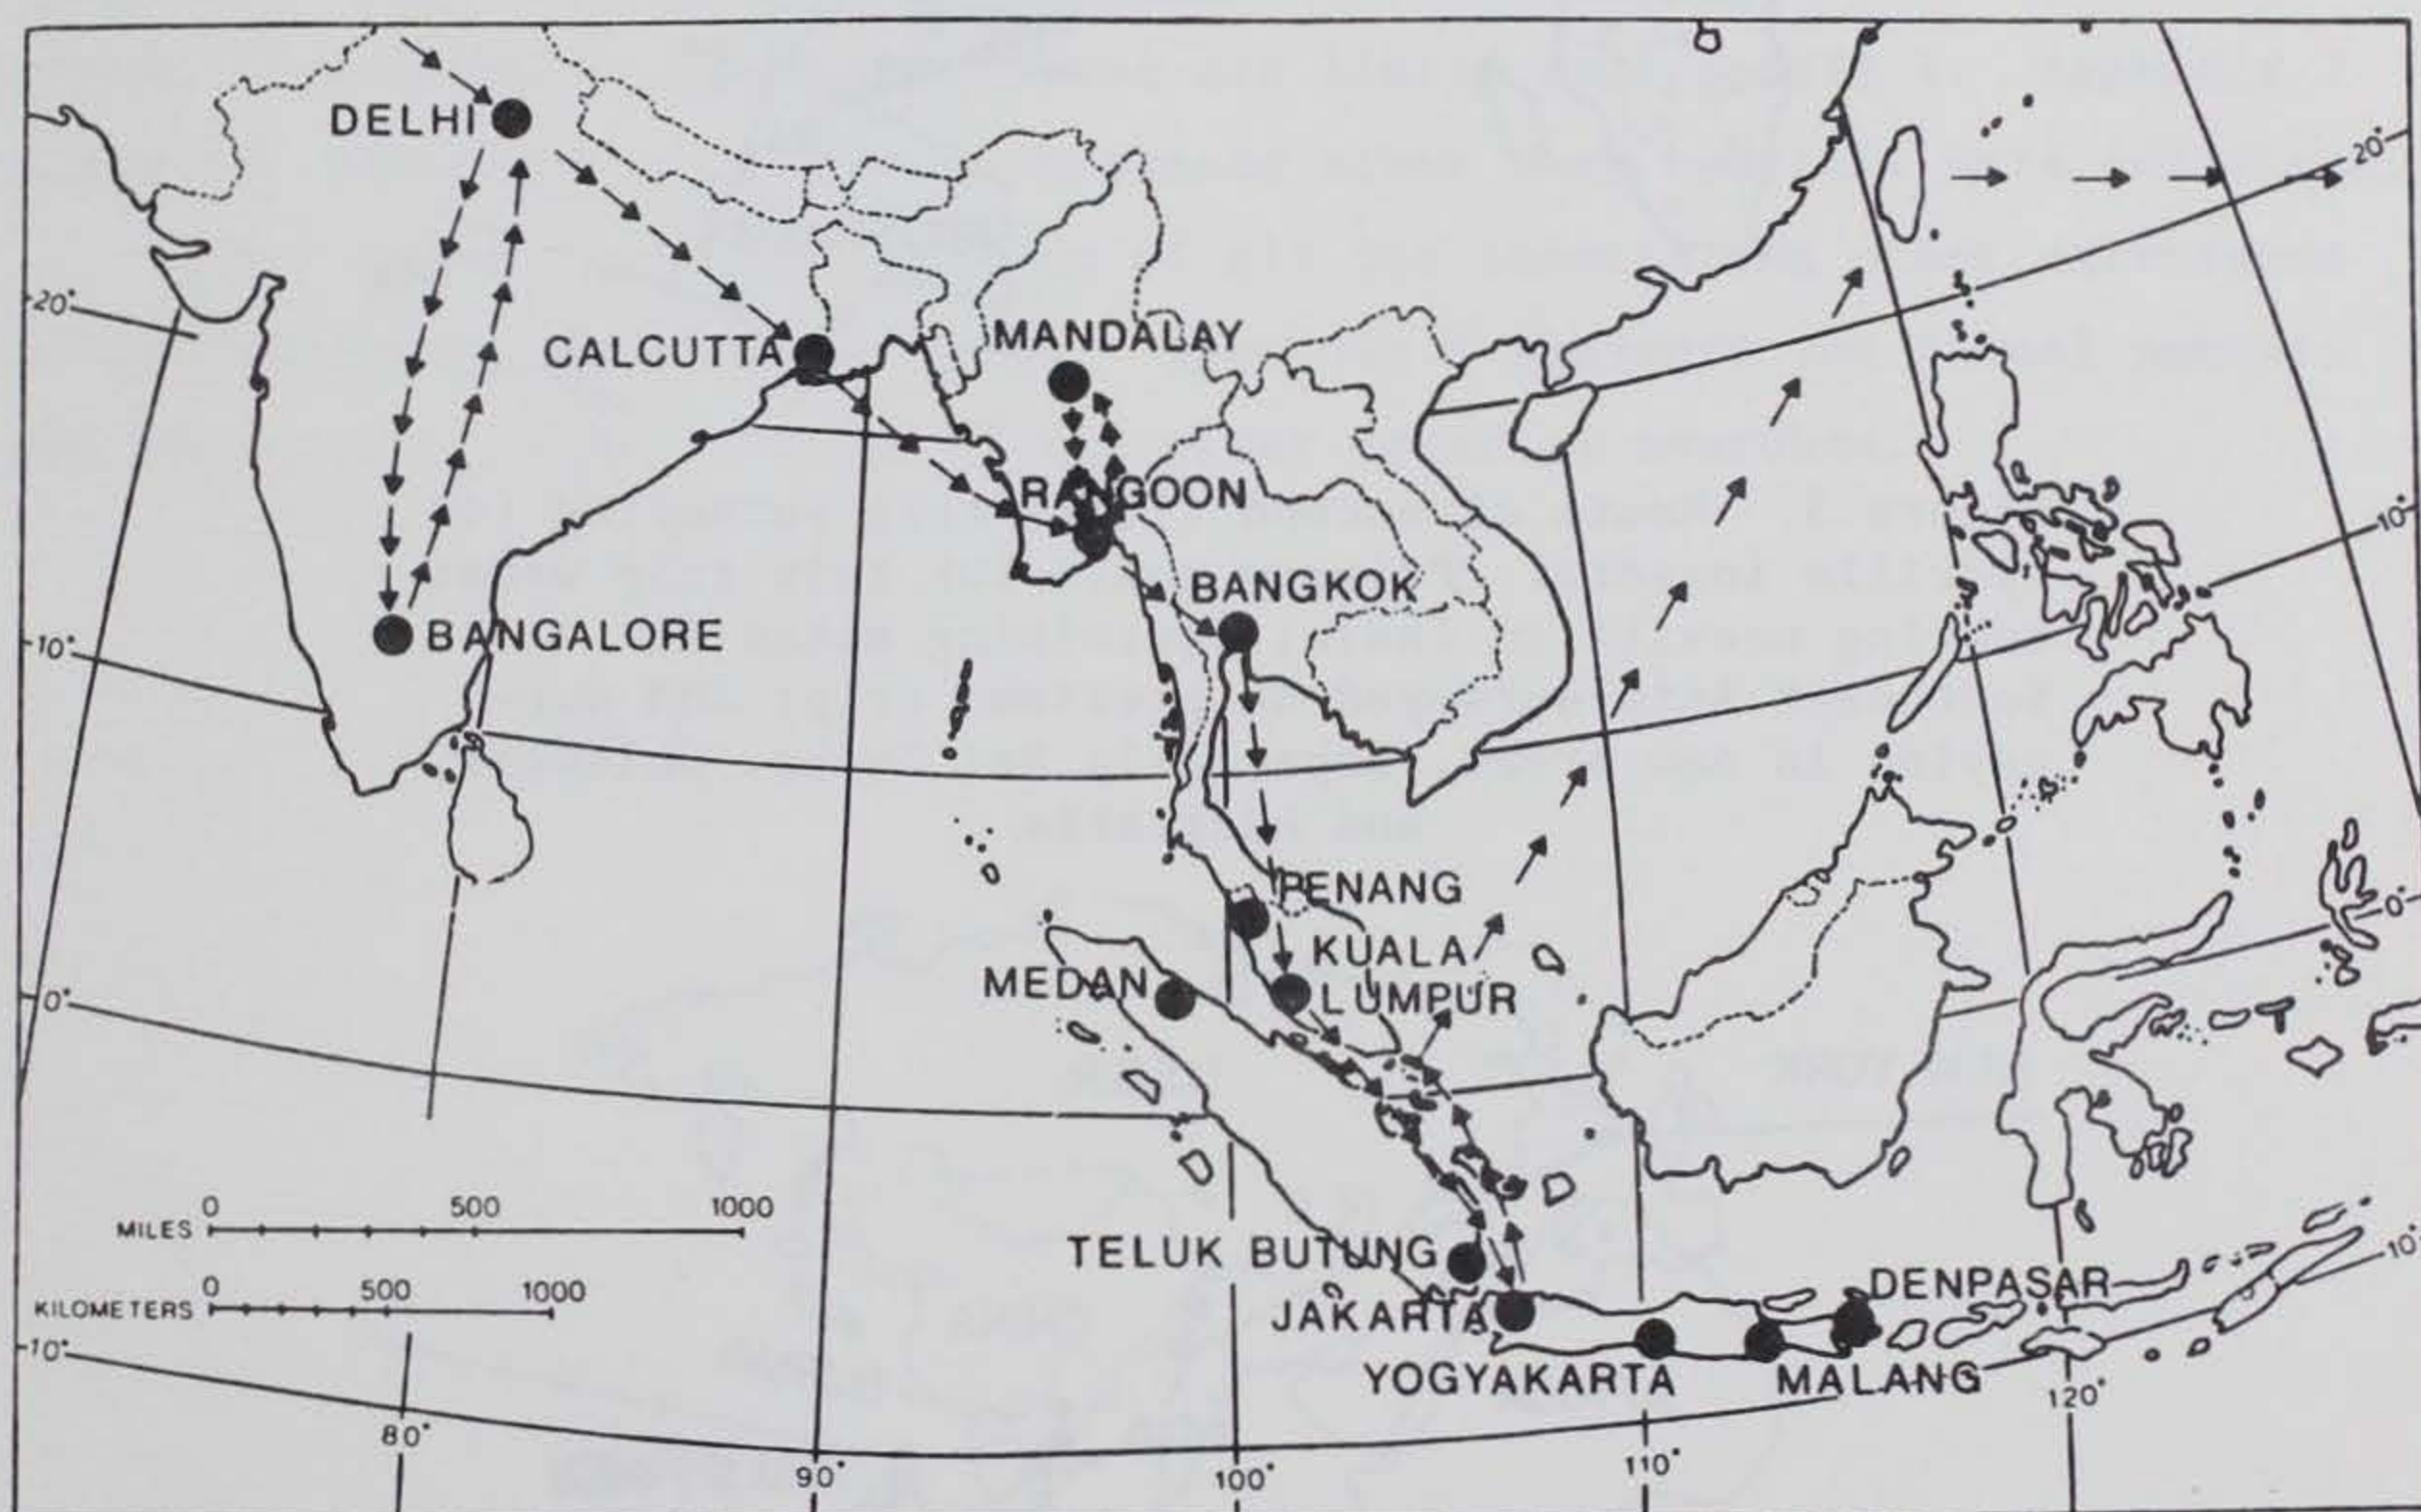 DELHI
20°
CALCUTTA
MANDALAY
20°
RANGOON
10°
BANGKOK
10°
BANGALORE
PENANG
KUALA
LUMPUR
MEDAN
0°
0°
0 500 1000
MILES
0 500 1000
KILOMETERS
TELUK BUTUNG
DENPASAR
10°
JAKARTA
YOGYAKARTA
MALANG
10°
80°
90°
100°
110°
120°